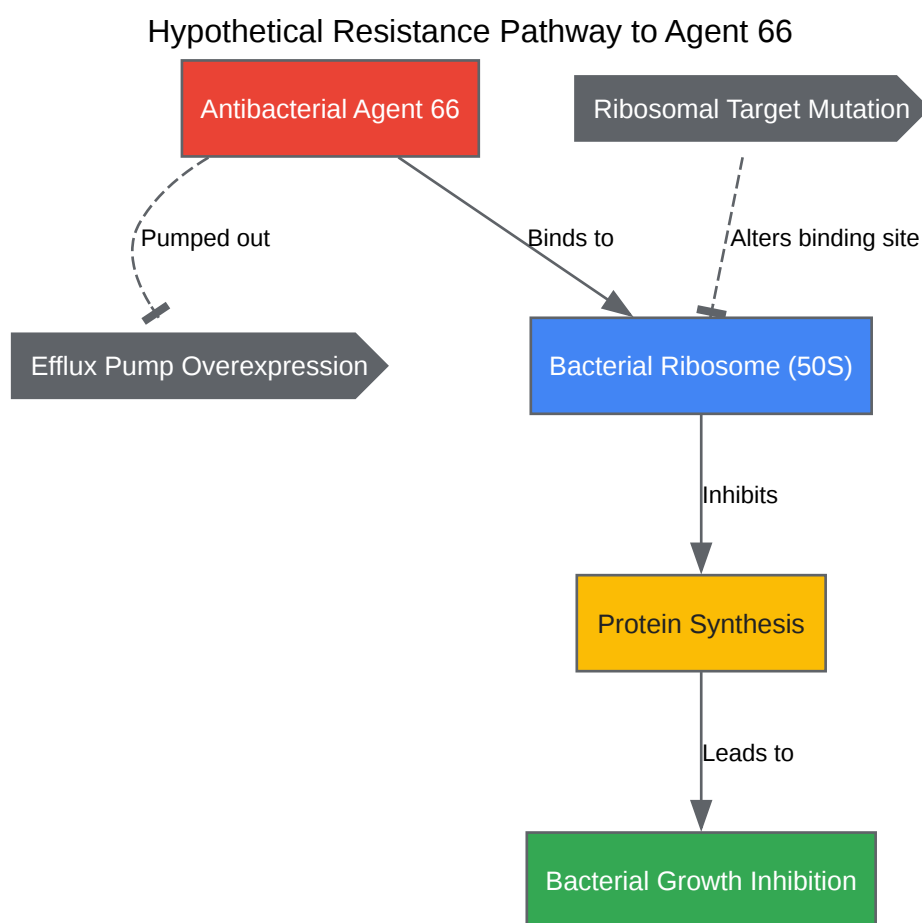 Hypothetical Resistance Pathway to Agent 66
Antibacterial Agent 66
Ribosomal Target Mutation
Pumped out
Binds to
Alters binding site
Efflux Pump Overexpression
Bacterial Ribosome (50S)
Inhibits
Protein Synthesis
Leads to
Bacterial Growth Inhibition